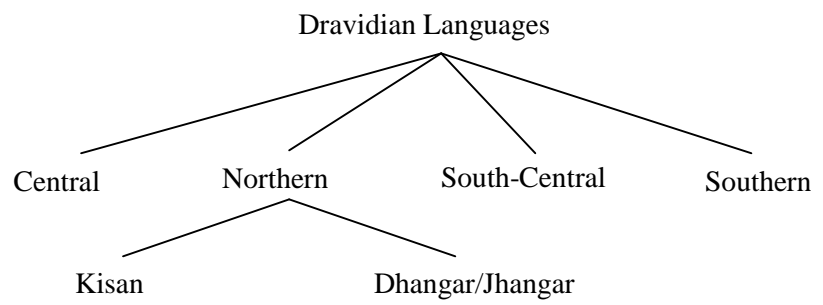 Dravidian Languages
Central Northern South-Central Southern
Kisan Dhangar/Jhangar